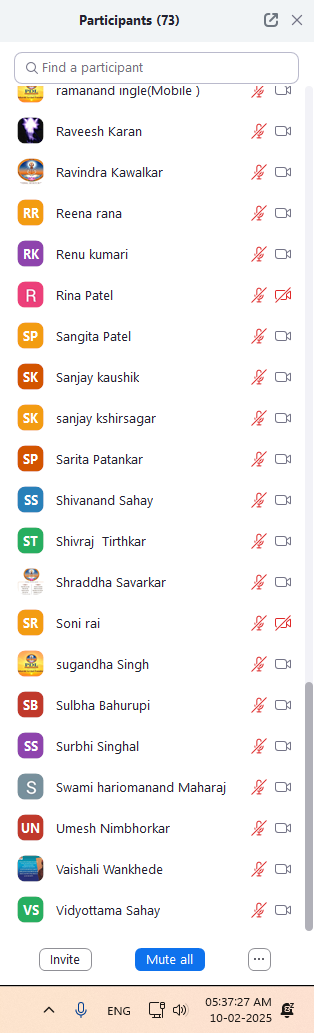 Participants (73)
Find a participant
ramanand ingle(Mobile )
Raveesh Karan
Ravindra Kawalkar
RR Reena rana
RK Renu kumari
R Rina Patel
SP Sangita Patel
SK Sanjay kaushik
SK sanjay kshirsagar
SP Sarita Patankar
SS Shivanand Sahay
ST Shivraj  Tirthkar
Shraddha Savarkar
SR Soni rai
sugandha Singh
SB Sulbha Bahurupi
SS Surbhi Singhal
S Swami hariomanand Maharaj
UN Umesh Nimbhorkar
Vaishali Wankhede
VS Vidyottama Sahay
Invite Mute all ...
ENG 05:37:27 AM
10-02-2025